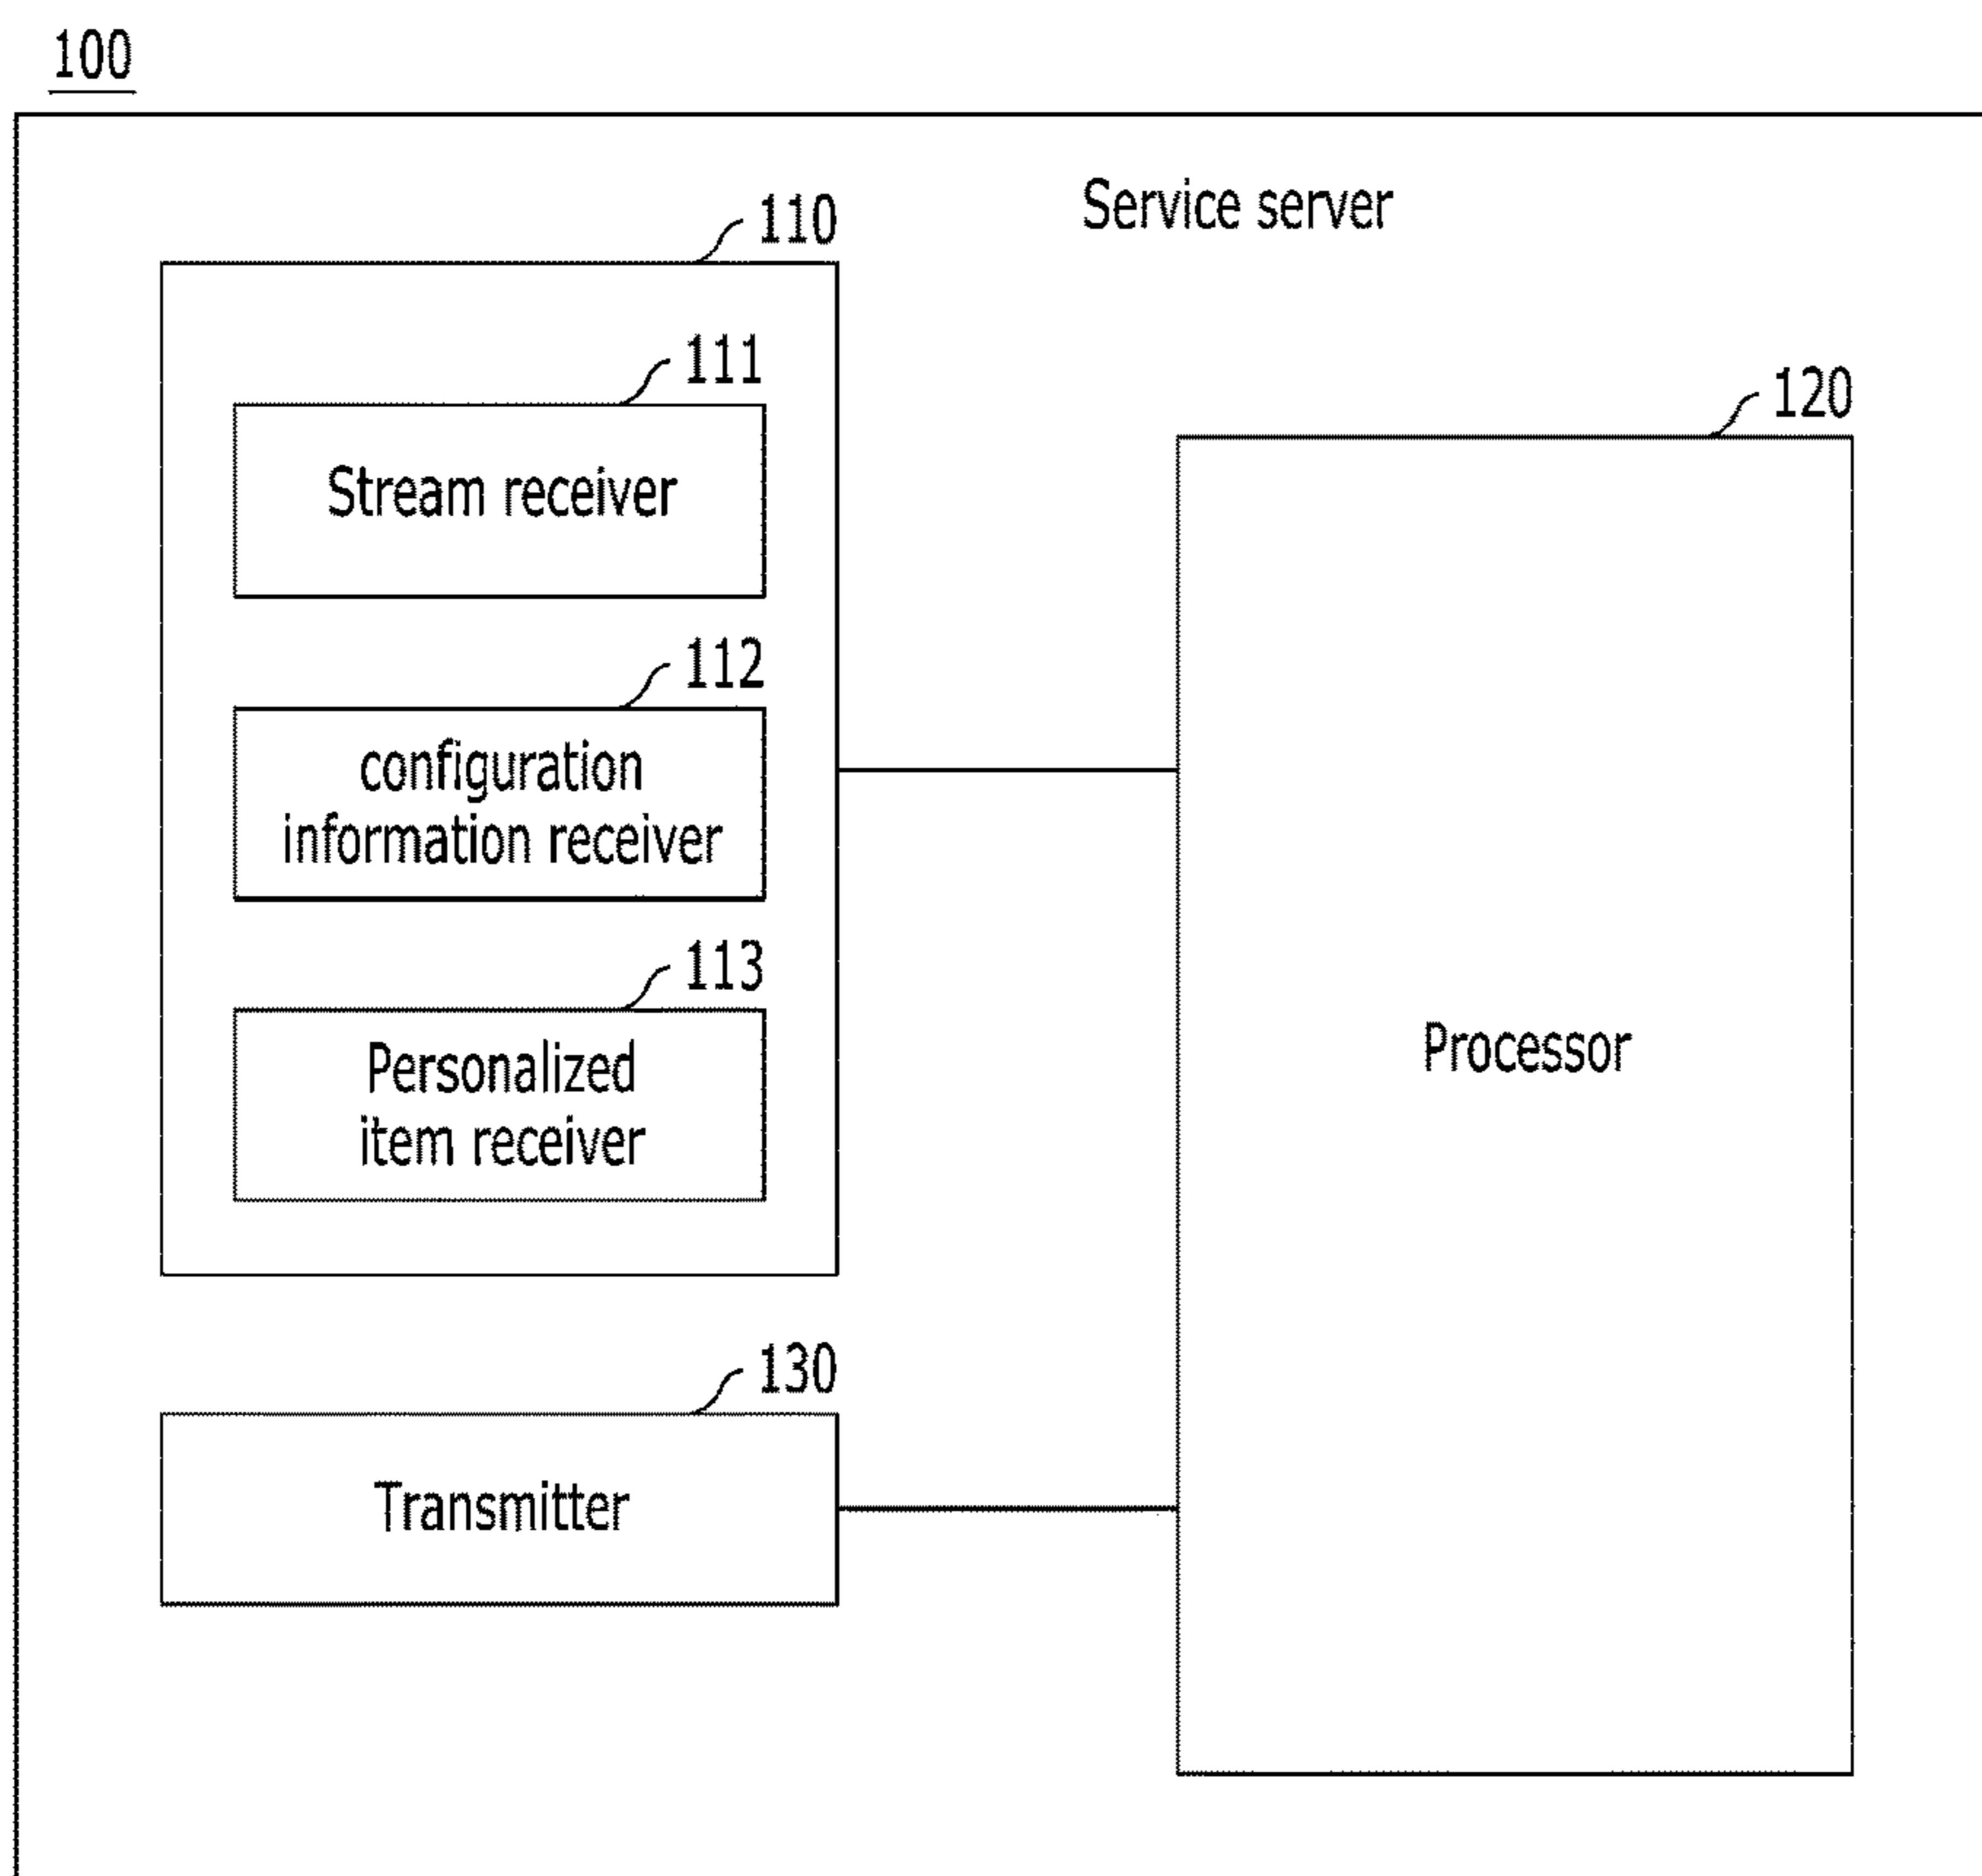 100
Service server
110
111
Stream receiver
112
configuration
information receiver
113
Personalized
item receiver
120
Processor
130
Transmitter